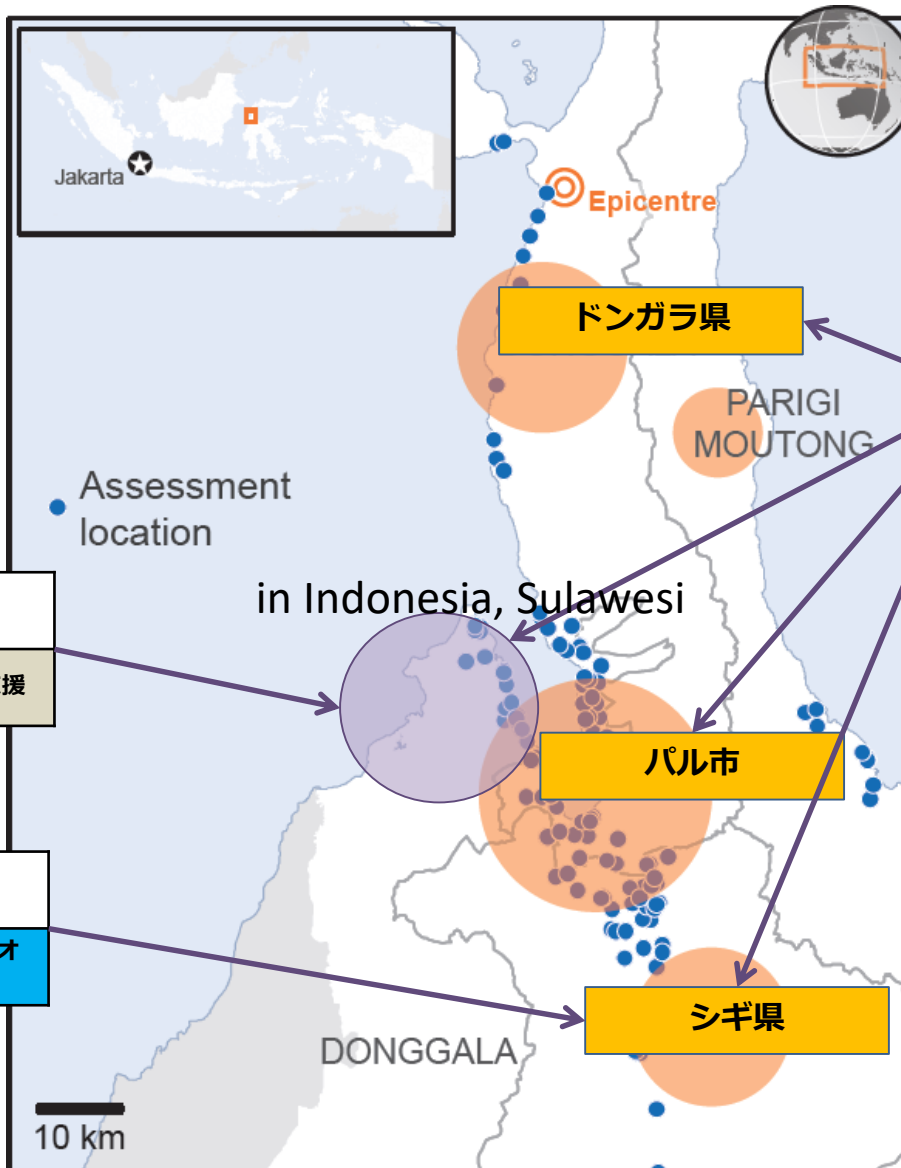 Jakarta
Epicentre
ドンガラ県
PARIGI
MOUTONG
Assessment
location
in Indonesia, Sulawesi
援
パル市
オ
シギ県
DONGGALA
10 km